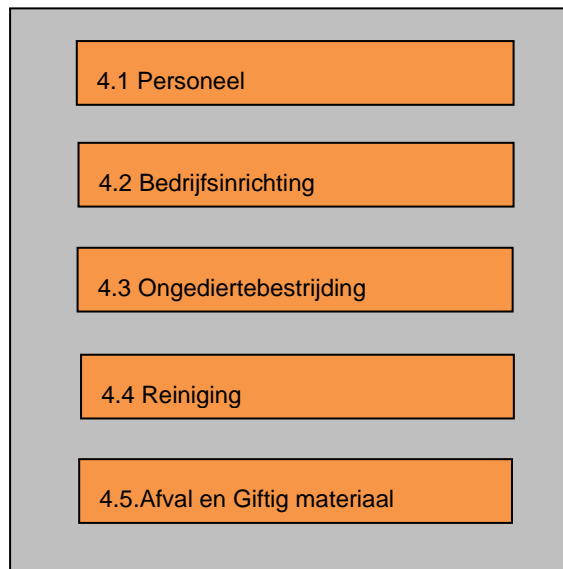 4.1 Personeel
4.2 Bedrijfsinrichting
4.3 Ongediertebestrijding
4.4 Reiniging
4.5.Afval en Giftig materiaal